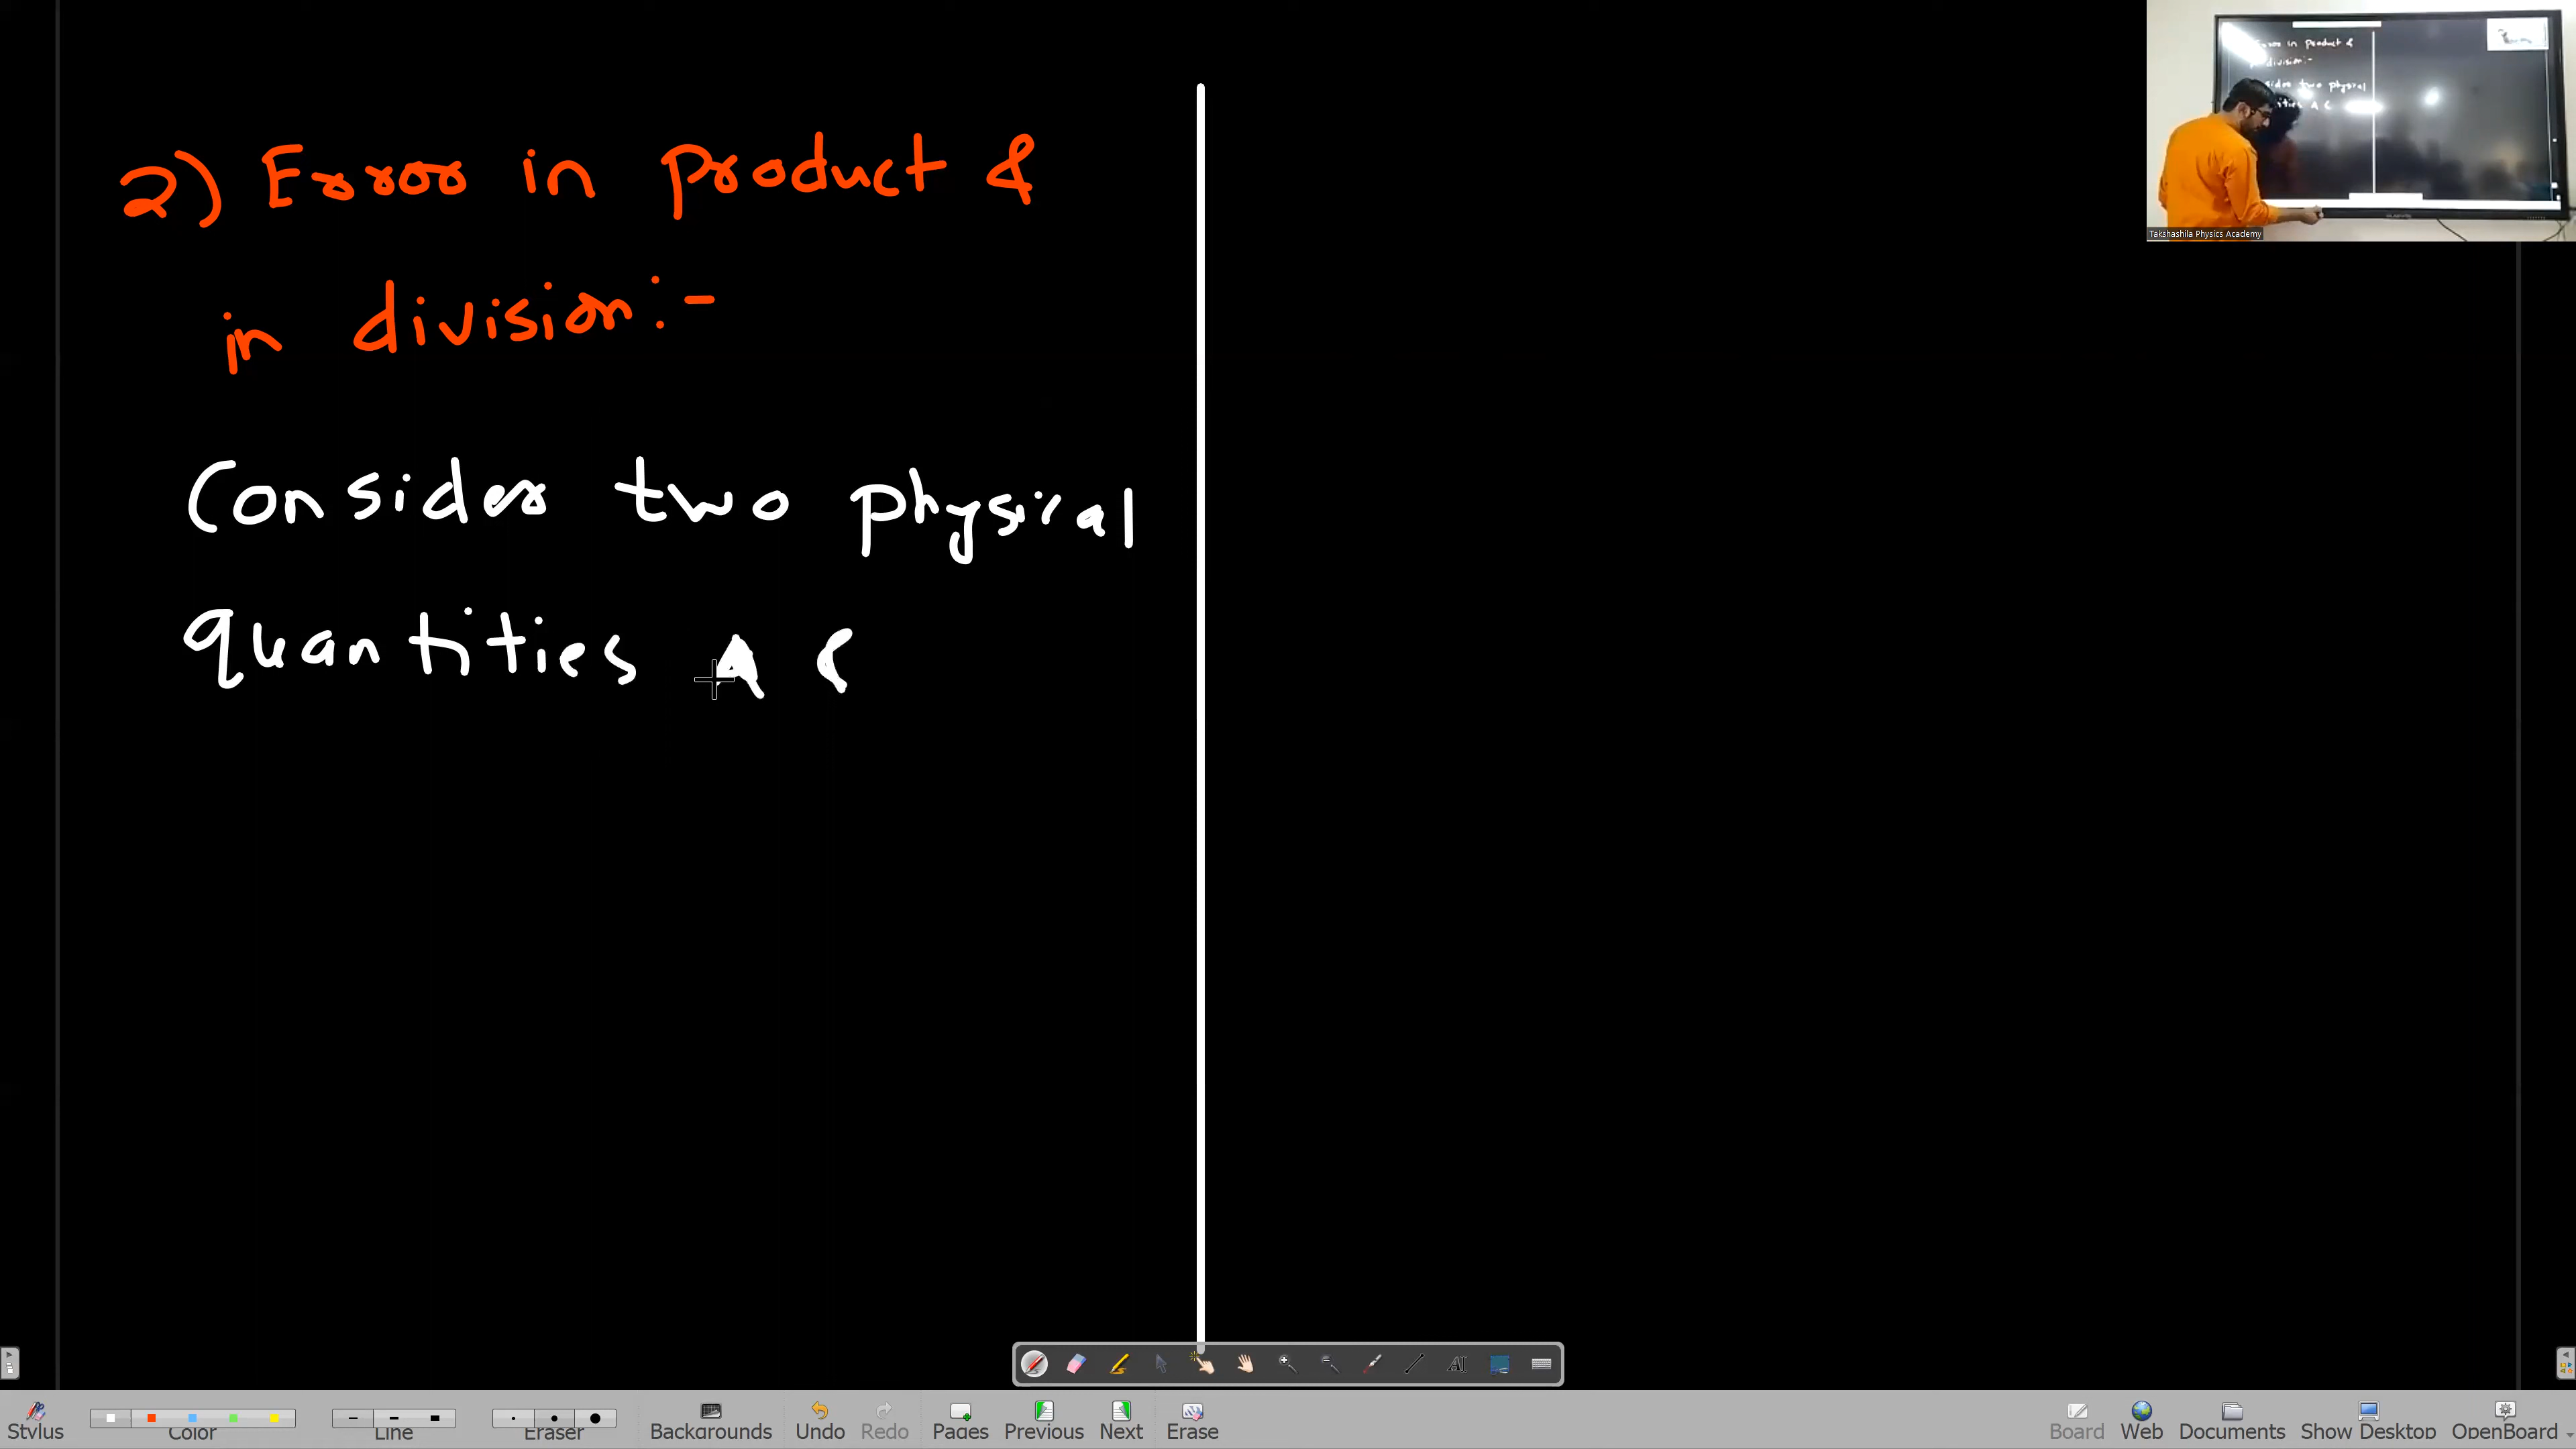 2) Error in product &
in division:-
Consider two physical
quantities A &
Takshashila Physics Academy
Stylus
Color
Line
Eraser
Backgrounds
Undo
Redo
Pages
Previous
Next
Erase
Board
Web
Documents
Show Desktop
OpenBoard